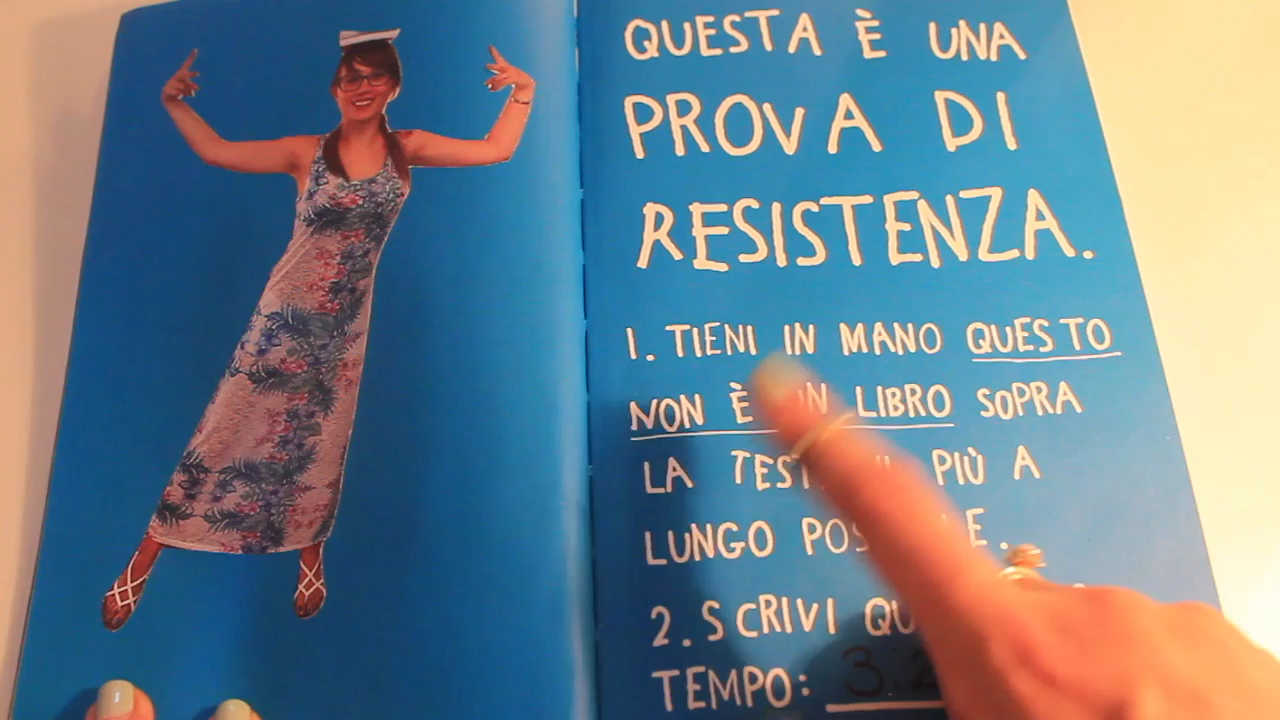 QUESTA È UNA
PROVA DI
RESISTENZA.
1. TIENI IN MANO QUESTO
NON È UN LIBRO SOPRA
LA PIÙ A
LUNGO
2. SCRIVI
TEMPO: